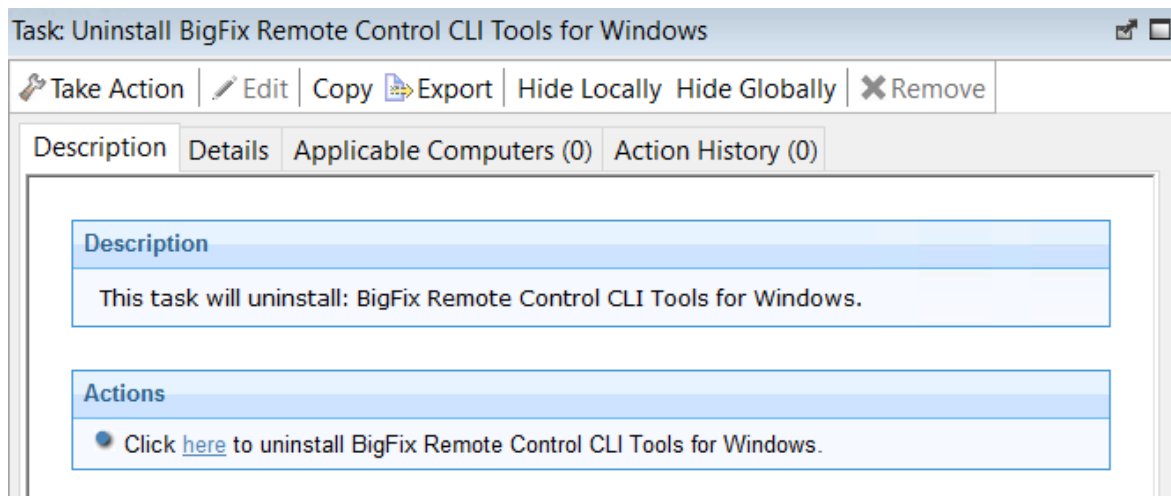 Task: Uninstall BigFix Remote Control CLI Tools for Windows
Take Action Edit Copy Export Hide Locally Hide Globally Remove
Description Details Applicable Computers (0) Action History (0)
Description
This task will uninstall: BigFix Remote Control CLI Tools for Windows.
Actions
Click here to uninstall BigFix Remote Control CLI Tools for Windows.